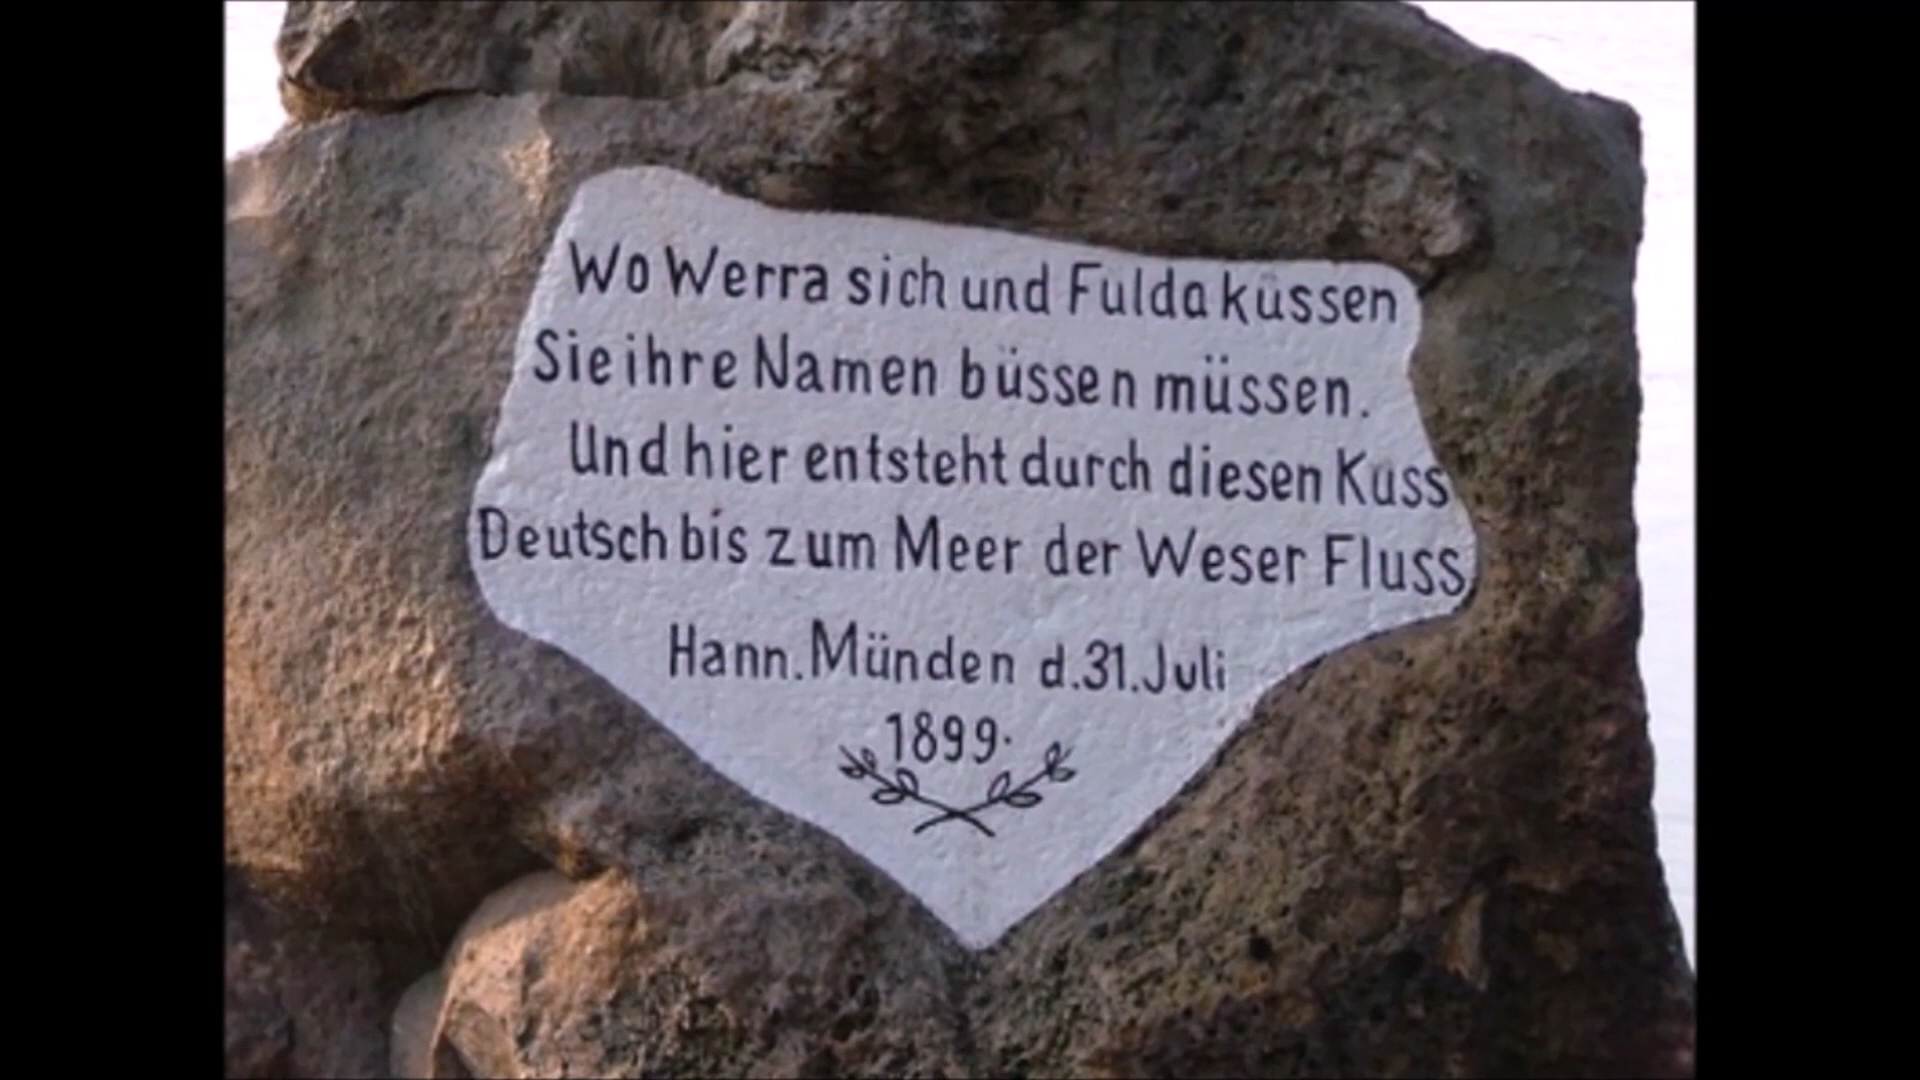 Wo Werra sich und Fulda küssen
Sie ihre Namen büssen müssen.
Und hier entsteht durch diesen Kuss
Deutsch bis zum Meer der Weser Fluss
Hann. Münden d. 31. Juli
1899.